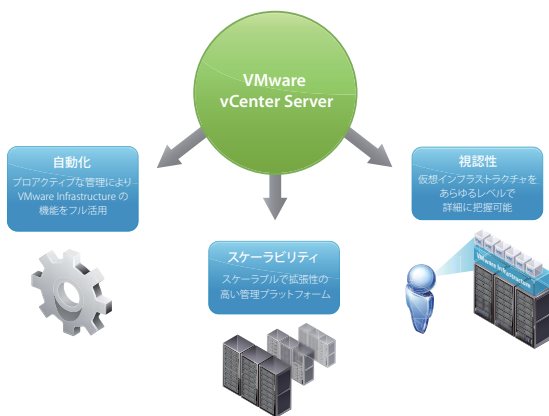 VMware
vCenter Server
自動化
プロアクティブな管理により
VMware Infrastructure の
機能をフル活用
スケーラビリティ
スケーラブルで拡張性の
高い管理プラットフォーム
視認性
仮想インフラストラクチャを
あらゆるレベルで
詳細に把握可能
VMware Infrastructure